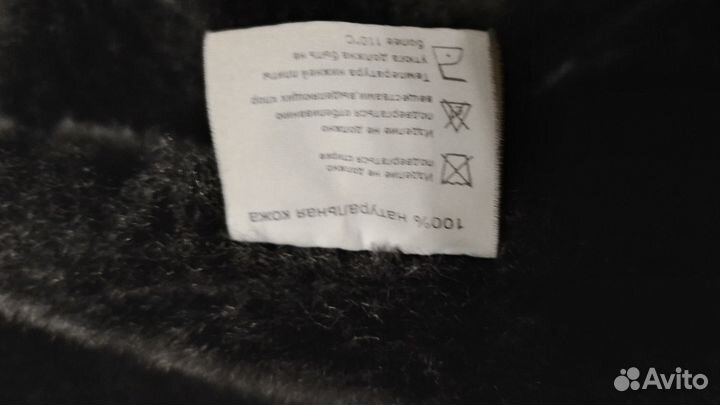 100% натуральная кожа
Изделие не должно
подвергаться стирке
Изделие не должно
подвергаться отбеливанию
веществами, выделяющих хлор
Температура нижней плиты
утюга должна быть не
более 110°C
Avito